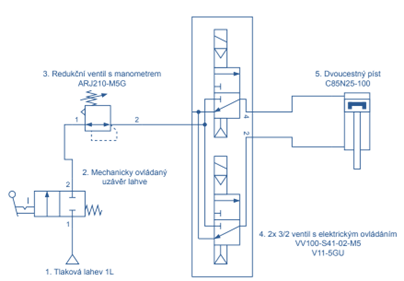 3. Redukční ventil s manometrem
ARJ210-M5G
5. Dvoucestný píst
C85N25-100
1
2
4
2
2. Mechanicky ovládaný
uzávěr lahve
2
1
4. 2x 3/2 ventil s elektrickým ovládáním
VV100-S41-02-M5
V11-5GU
1. Tlaková lahev 1L